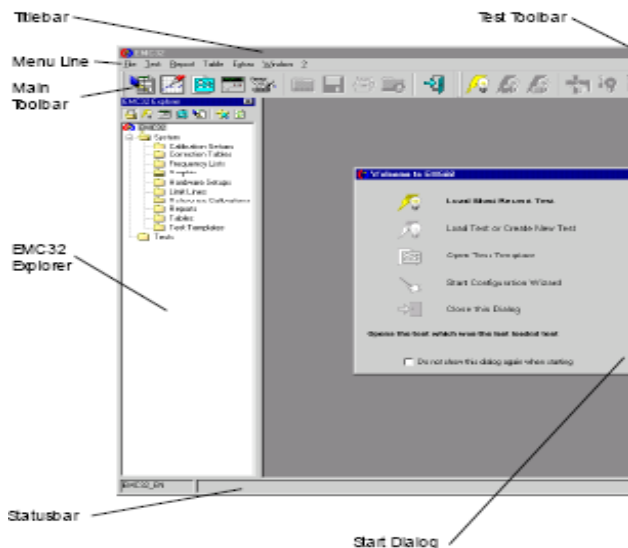 Titlebar
Test Toolbar
EMC32
Menu Line
File Test Report Table Extras Window ?
Main
Toolbar
EMC32 Explorer
EMC32
System
Calibration Setups
Correction Tables
Frequency Lists
Graphics
Hardware Setups
Limit Lines
Reference Calibrations
Reports
Tables
Test Templates
Tests
Welcome to EMC32
Load Most Recent Test
Load Test or Create New Test
Open Test Template
Start Configuration Wizard
Close this Dialog
Opens the test which was the last loaded test
Do not show this dialog again when starting
EMC32
Explorer
EMC32_EN
Statusbar
Start Dialog